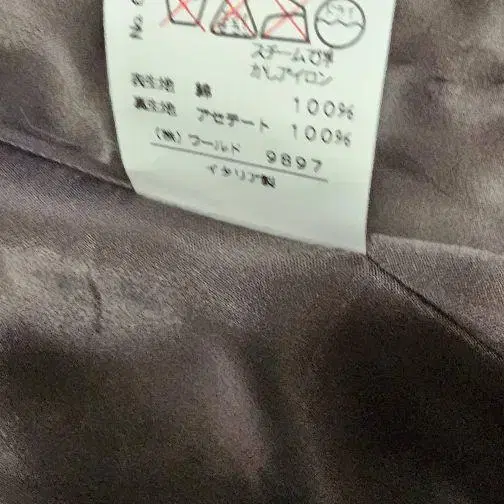 スチームで浮
かしアイロン
表生地 綿 100%
裏生地 アセテート 100%
(株)ワールド 9897
イタリア製